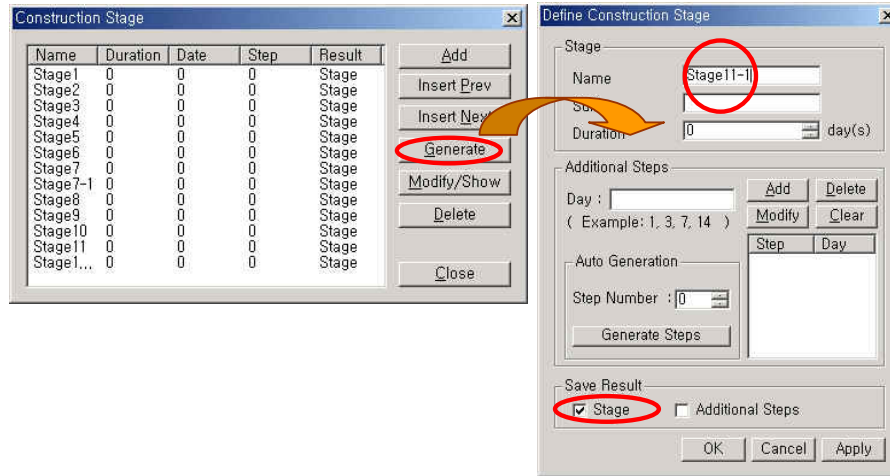 Construction Stage
Name Duration Date Step Result
Stage1 0 0 0 Stage
Stage2 0 0 0 Stage
Stage3 0 0 0 Stage
Stage4 0 0 0 Stage
Stage5 0 0 0 Stage
Stage6 0 0 0 Stage
Stage7 0 0 0 Stage
Stage7-1 0 0 0 Stage
Stage8 0 0 0 Stage
Stage9 0 0 0 Stage
Stage10 0 0 0 Stage
Stage11 0 0 0 Stage
Stage1... 0 0 0 Stage
Add
Insert Prev
Insert Next
Generate
Modify/Show
Delete
Close
Define Construction Stage
Stage
Name Stage11-1
Duration 0 day(s)
Additional Steps
Day :
( Example: 1, 3, 7, 14 )
Add Delete
Modify Clear
Step Day
Auto Generation
Step Number : 0
Generate Steps
Save Result
Stage Additional Steps
OK Cancel Apply